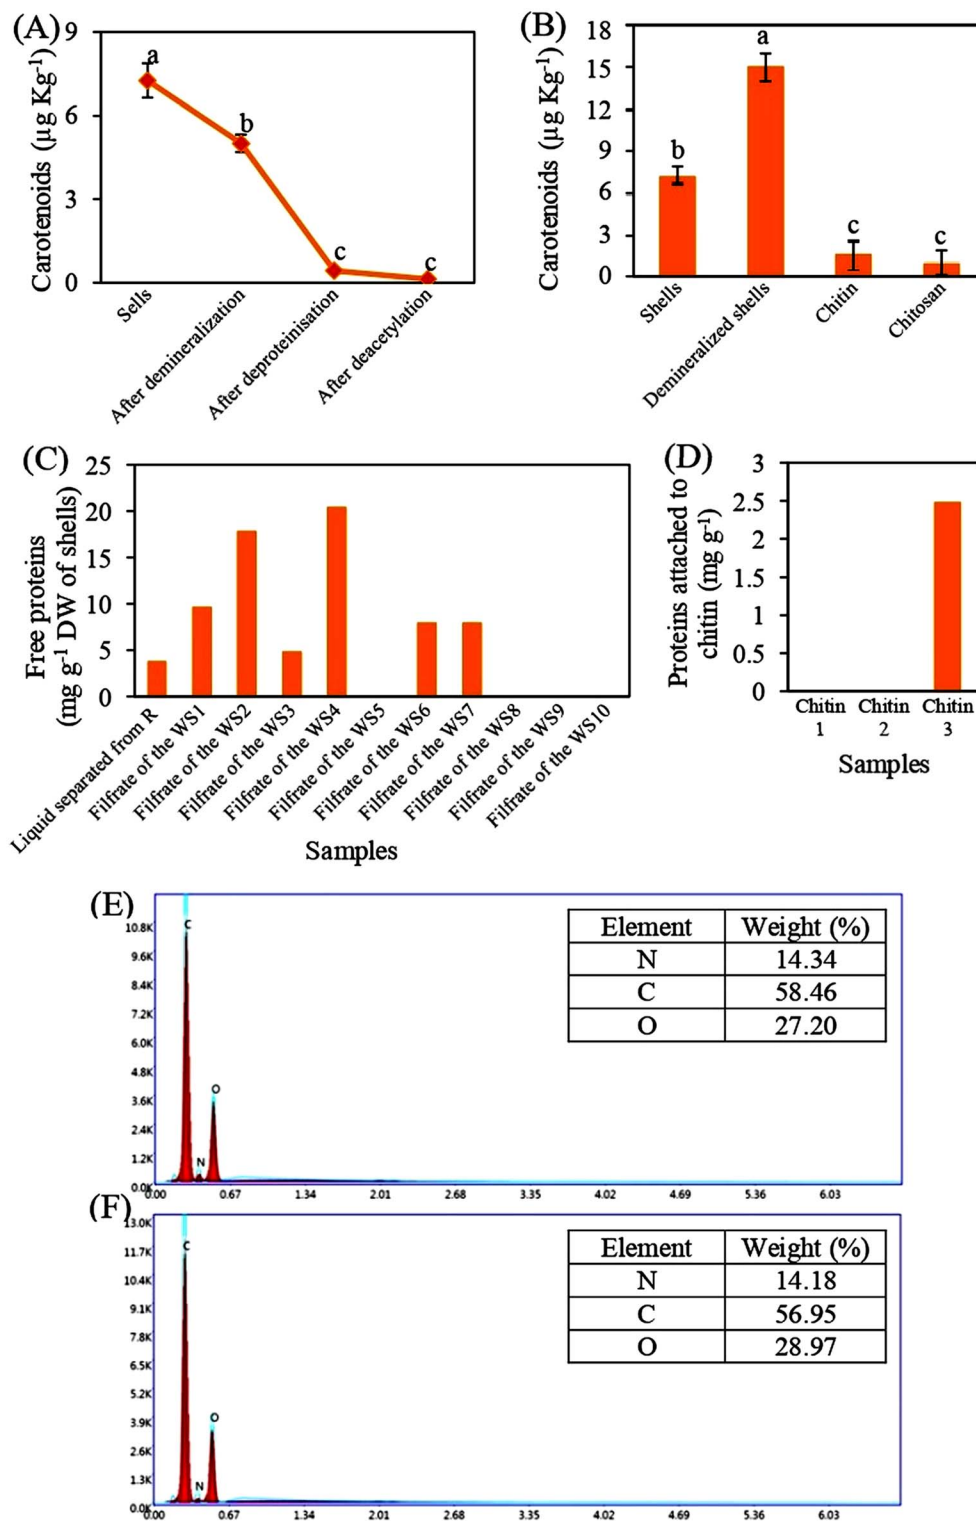 (A)
Carotenoids (µg Kg⁻¹)
9
6
3
0
a
b
c
c
Sells
After demineralization
After deproteinisation
After deacetylation
(B)
Carotenoids (µg Kg⁻¹)
18
15
12
9
6
3
0
b
a
c
c
Shells
Demineralized shells
Chitin
Chitosan
(C)
Free proteins
(mg g⁻¹ DW of shells)
25
20
15
10
5
0
Liquid separated from R
Filfrate of the WS1
Filfrate of the WS2
Filfrate of the WS3
Filfrate of the WS4
Filfrate of the WS5
Filfrate of the WS6
Filfrate of the WS7
Filfrate of the WS8
Filfrate of the WS9
Filfrate of the WS10
Samples
(D)
Proteins attached to
chitin (mg g⁻¹)
3
2.5
2
1.5
1
0.5
0
Chitin Chitin Chitin
1 2 3
Samples
(E)
10.8K
9.6K
8.4K
7.2K
6.0K
4.8K
3.6K
2.4K
1.2K
0.0K
C
N
O
0.00 0.67 1.34 2.01 2.68 3.35 4.02 4.69 5.36 6.03
Element Weight (%)
N 14.34
C 58.46
O 27.20
(F)
13.0K
11.7K
10.4K
9.1K
7.8K
6.5K
5.2K
3.9K
2.6K
1.3K
0.0K
C
N
O
0.00 0.67 1.34 2.01 2.68 3.35 4.02 4.69 5.36 6.03
Element Weight (%)
N 14.18
C 56.95
O 28.97